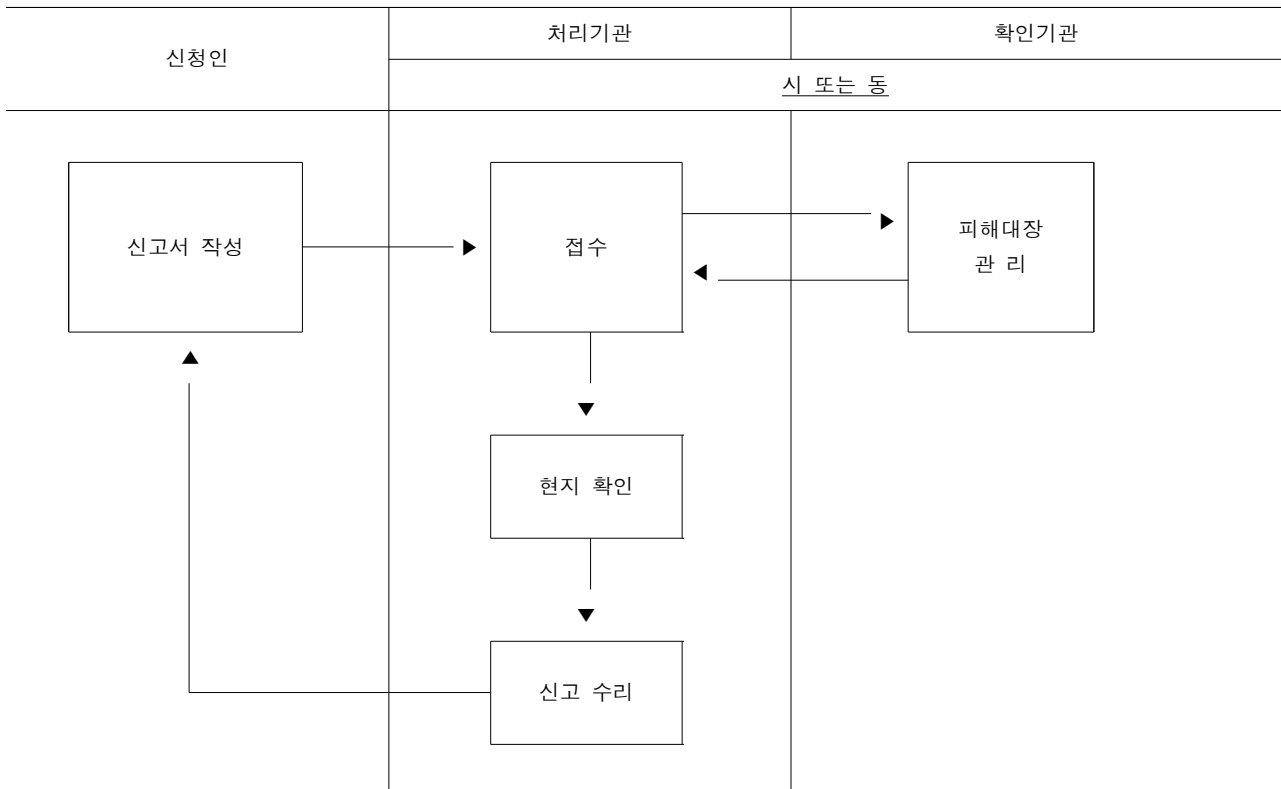 신청인
처리기관
확인기관
시 또는 동
신고서 작성
접수
피해대장
관 리
현지 확인
신고 수리